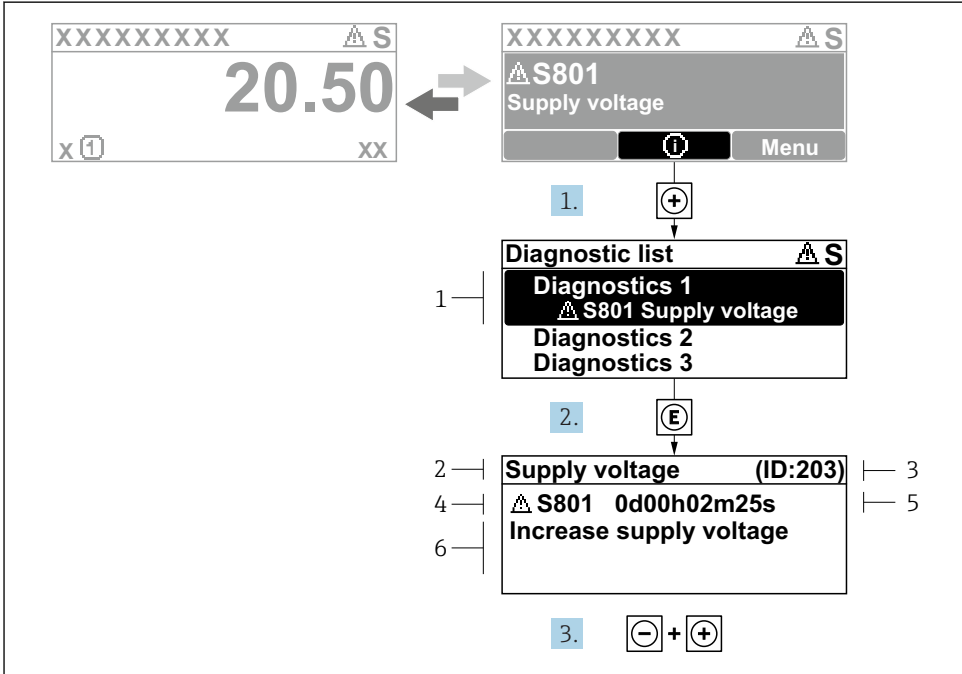 XXXXXXXXX ⚠ S
20.50
x 1 XX
XXXXXXXXX ⚠ S
⚠ S801
Supply voltage
i Menu
1. +
Diagnostic list ⚠ S
1
Diagnostics 1
⚠ S801 Supply voltage
Diagnostics 2
Diagnostics 3
2. E
2 Supply voltage (ID:203) 3
4 ⚠ S801 0d00h02m25s 5
6 Increase supply voltage
3. − + +